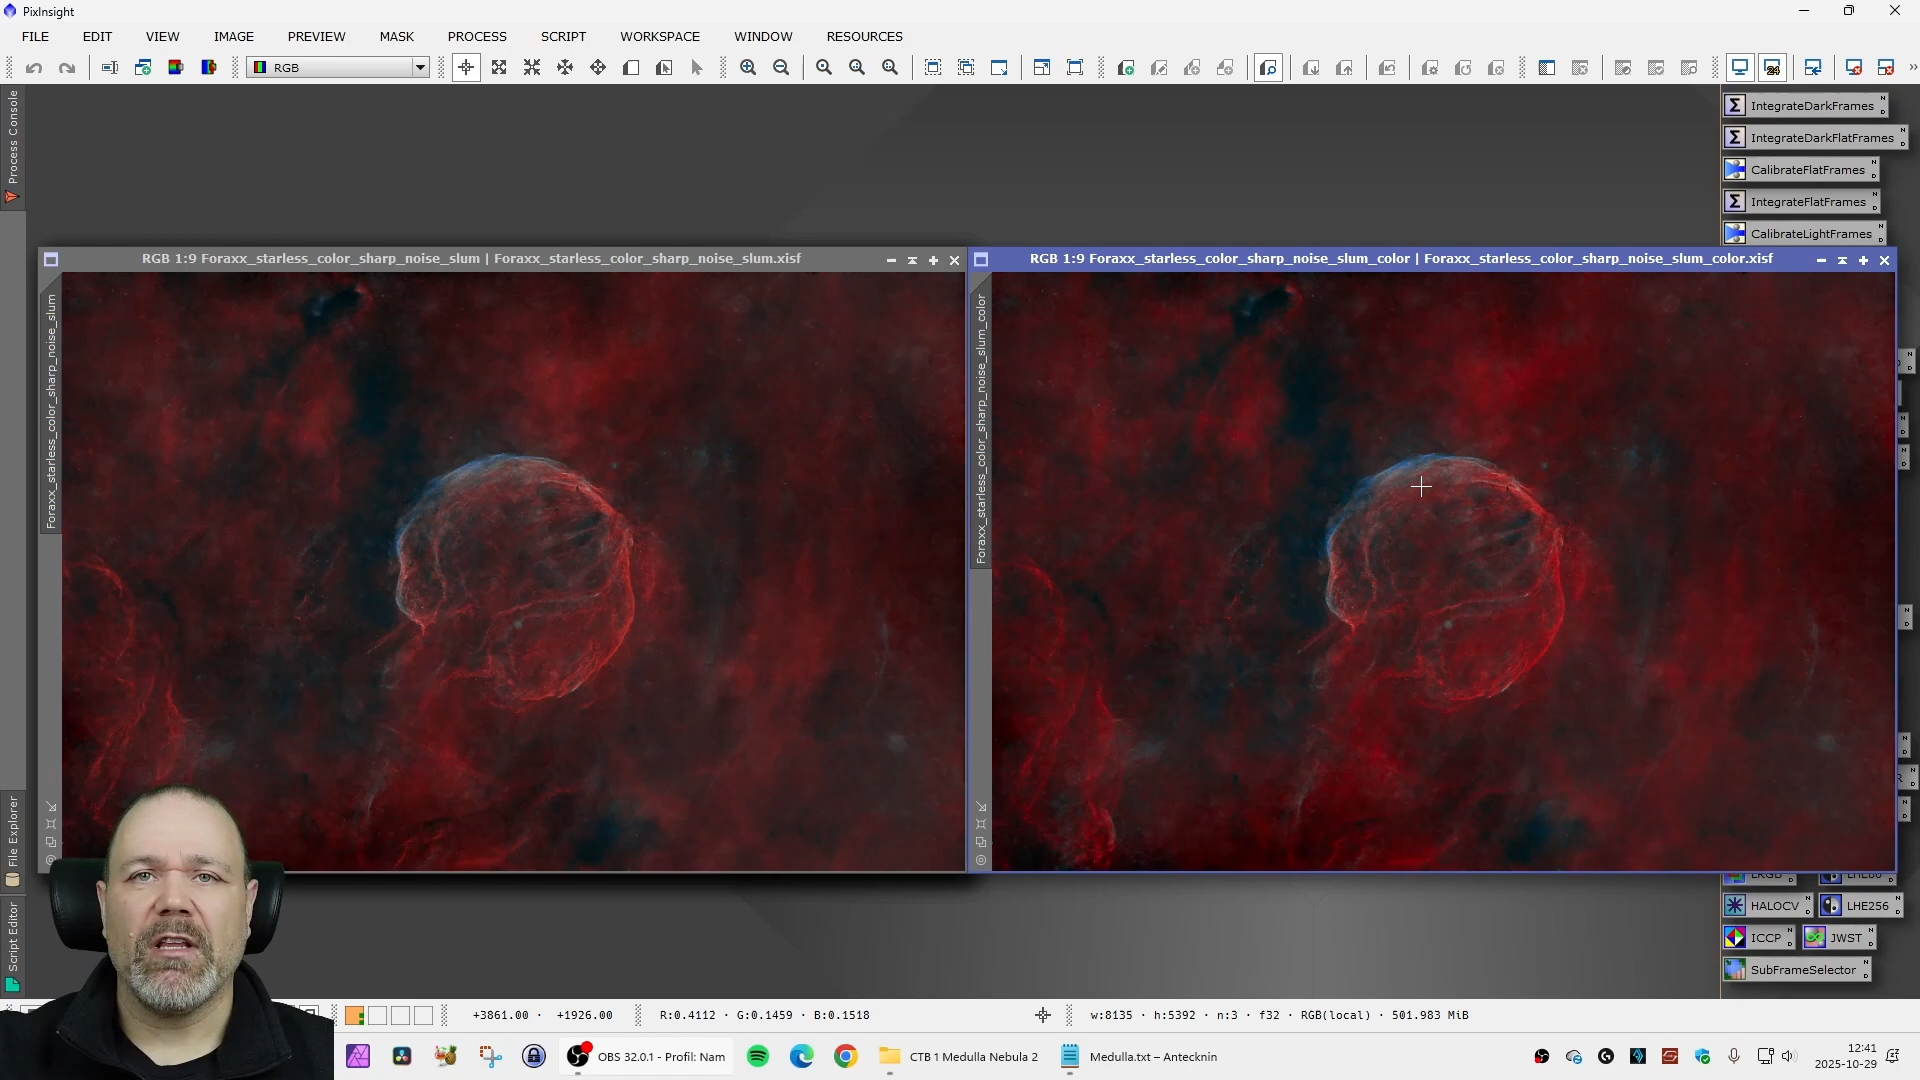 PixInsight
FILE EDIT VIEW IMAGE PREVIEW MASK PROCESS SCRIPT WORKSPACE WINDOW RESOURCES
RGB
24
Process Console
IntegrateDarkFrames
IntegrateDarkFlatFrames
CalibrateFlatFrames
IntegrateFlatFrames
CalibrateLightFrames
RGB 1:9 Foraxx_starless_color_sharp_noise_slum | Foraxx_starless_color_sharp_noise_slum.xisf
RGB 1:9 Foraxx_starless_color_sharp_noise_slum_color | Foraxx_starless_color_sharp_noise_slum_color.xisf
Foraxx_starless_color_sharp_noise_slum
Foraxx_starless_color_sharp_noise_slum_color
File Explorer
Script Editor
LRGB
HALOCV LHE256
ICCP JWST
SubFrameSelector
+3861.00 · +1926.00 R:0.4112 · G:0.1459 · B:0.1518 w:8135 · h:5392 · n:3 · f32 · RGB(local) · 501.983 MiB
OBS 32.0.1 - Profil: Nam
CTB 1 Medulla Nebula 2
Medulla.txt – Antecknin
12:41
2025-10-29